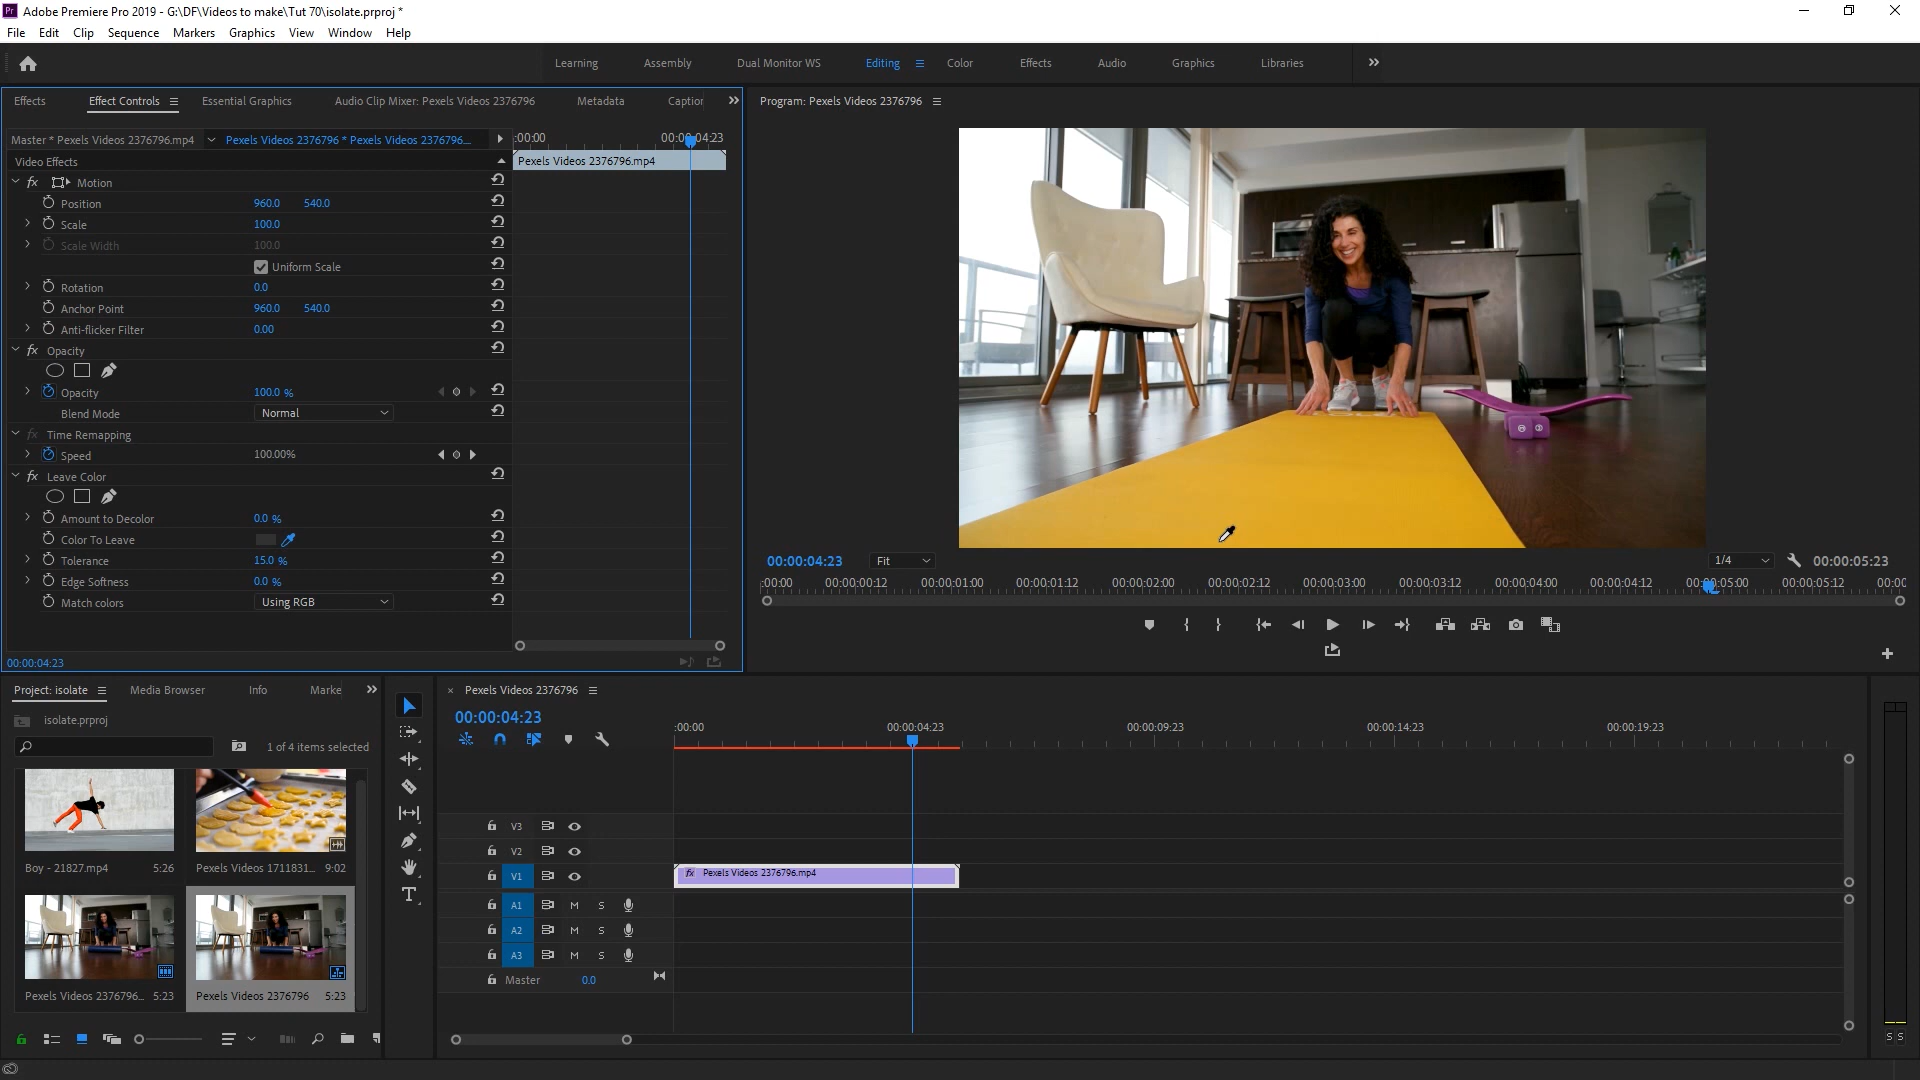 Adobe Premiere Pro 2019 - G:\DF\Videos to make\Tut 70\isolate.prproj *
File Edit Clip Sequence Markers Graphics View Window Help
Learning Assembly Dual Monitor WS Editing Color Effects Audio Graphics Libraries
Effects Effect Controls Essential Graphics Audio Clip Mixer: Pexels Videos 2376796 Metadata Caption
Master * Pexels Videos 2376796.mp4 Pexels Videos 2376796 * Pexels Videos 2376796...
:00:00 00:00:04:23
Video Effects
Pexels Videos 2376796.mp4
fx Motion
Position 960.0 540.0
Scale 100.0
Scale Width 100.0
Uniform Scale
Rotation 0.0
Anchor Point 960.0 540.0
Anti-flicker Filter 0.00
fx Opacity
Opacity 100.0 %
Blend Mode Normal
fx Time Remapping
Speed 100.00%
fx Leave Color
Amount to Decolor 0.0 %
Color To Leave
Tolerance 15.0 %
Edge Softness 0.0 %
Match colors Using RGB
00:00:04:23
Program: Pexels Videos 2376796
00:00:04:23 Fit 1/4 00:00:05:23
:00:00 00:00:00:12 00:00:01:00 00:00:01:12 00:00:02:00 00:00:02:12 00:00:03:00 00:00:03:12 00:00:04:00 00:00:04:12 00:00:05:00 00:00:05:12 00:00:
Project: isolate Media Browser Info Marke
isolate.prproj
1 of 4 items selected
Boy - 21827.mp4 5:26
Pexels Videos 1711831... 9:02
Pexels Videos 2376796... 5:23
Pexels Videos 2376796 5:23
Pexels Videos 2376796
00:00:04:23
:00:00 00:00:04:23 00:00:09:23 00:00:14:23 00:00:19:23
V3
V2
V1
fx Pexels Videos 2376796.mp4
A1 M S
A2 M S
A3 M S
Master 0.0
S S